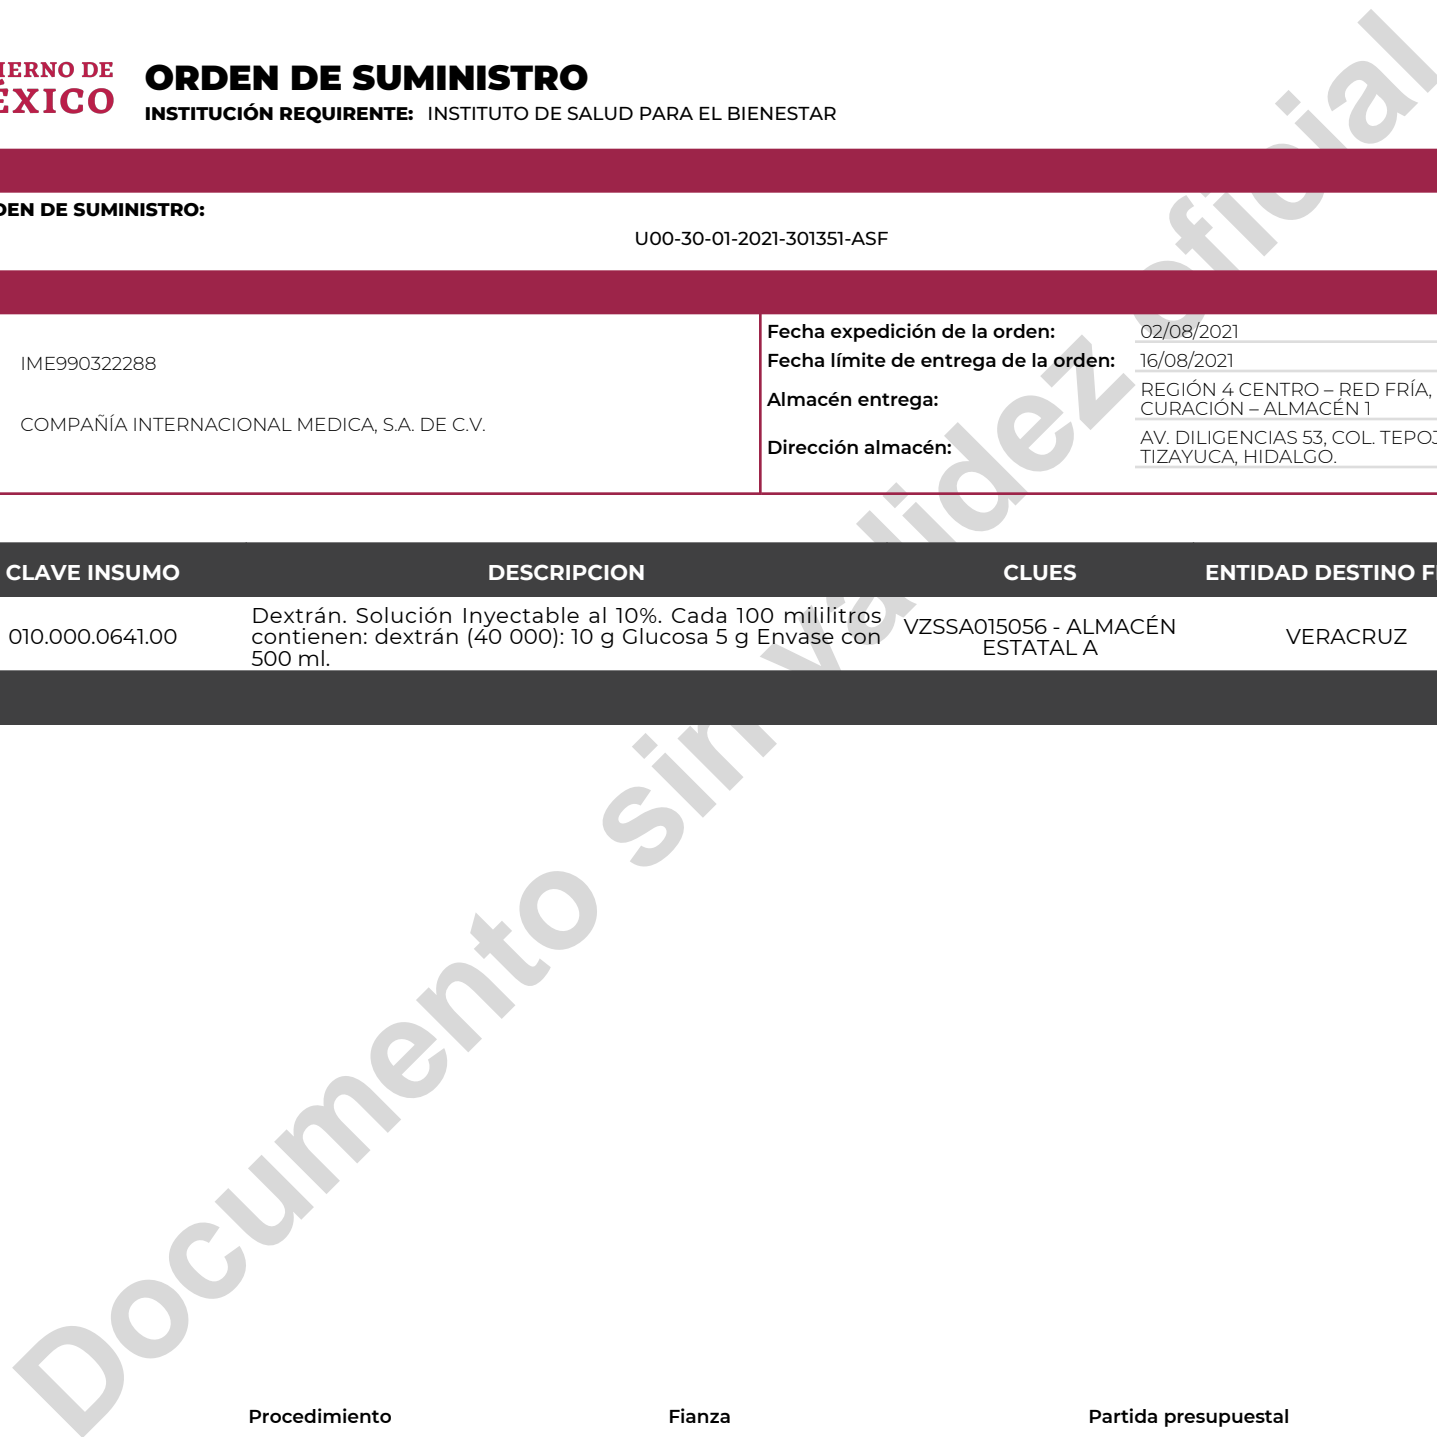 IERNO DE
ÉXICO
ORDEN DE SUMINISTRO
INSTITUCIÓN REQUIRENTE: INSTITUTO DE SALUD PARA EL BIENESTAR
DEN DE SUMINISTRO:
U00-30-01-2021-301351-ASF
IME990322288
COMPAÑÍA INTERNACIONAL MEDICA, S.A. DE C.V.
Fecha expedición de la orden: 02/08/2021
Fecha límite de entrega de la orden: 16/08/2021
Almacén entrega: REGIÓN 4 CENTRO – RED FRÍA,
CURACIÓN – ALMACÉN 1
Dirección almacén: AV. DILIGENCIAS 53, COL. TEPOJ
TIZAYUCA, HIDALGO.
CLAVE INSUMO DESCRIPCION CLUES ENTIDAD DESTINO FI
010.000.0641.00
Dextrán. Solución Inyectable al 10%. Cada 100 mililitros
contienen: dextrán (40 000): 10 g Glucosa 5 g Envase con
500 ml.
VZSSA015056 - ALMACÉN
ESTATAL A
VERACRUZ
Documento sin validez oficial
Procedimiento Fianza Partida presupuestal